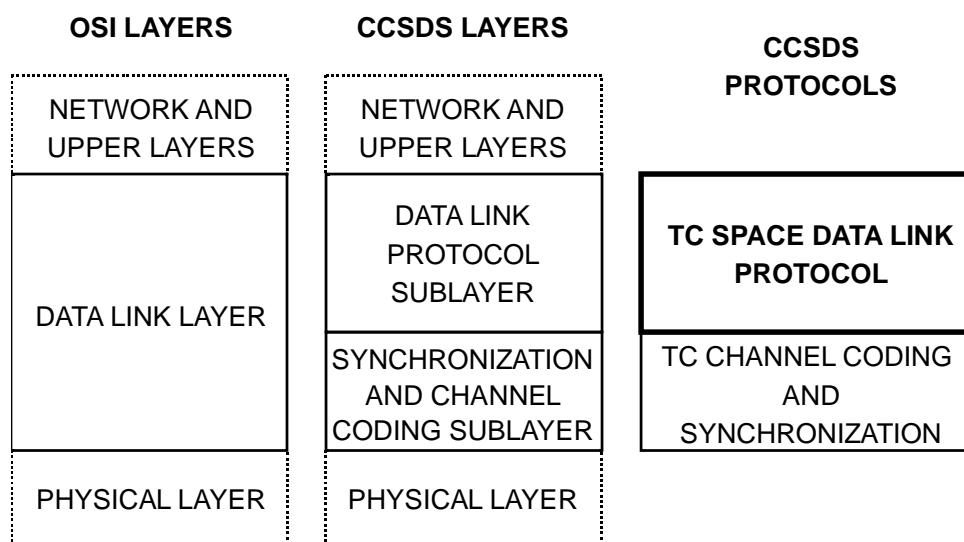 OSI LAYERS
CCSDS LAYERS
CCSDS
PROTOCOLS
NETWORK AND
UPPER LAYERS
NETWORK AND
UPPER LAYERS
DATA LINK LAYER
DATA LINK
PROTOCOL
SUBLAYER
TC SPACE DATA LINK
PROTOCOL
SYNCHRONIZATION
AND CHANNEL
CODING SUBLAYER
TC CHANNEL CODING
AND
SYNCHRONIZATION
PHYSICAL LAYER
PHYSICAL LAYER